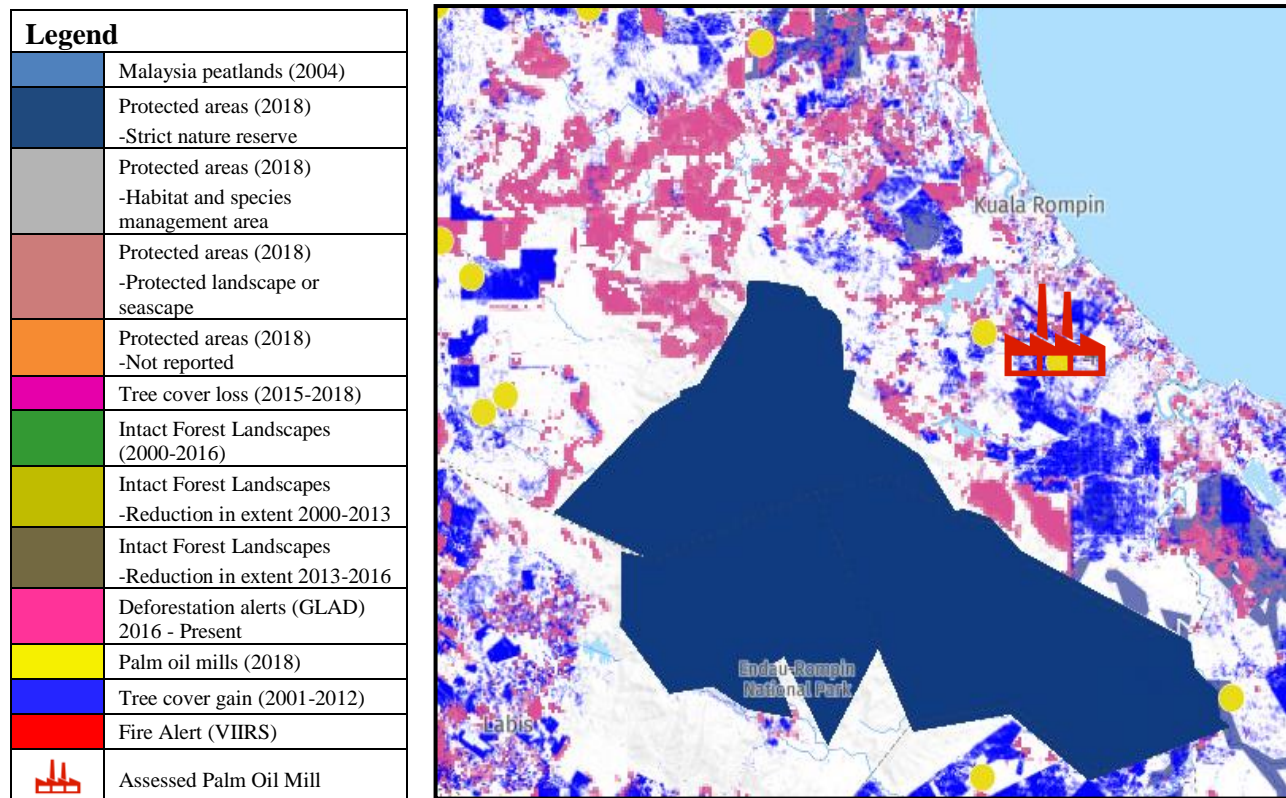 Legend
Malaysia peatlands (2004)
Protected areas (2018)
-Strict nature reserve
Protected areas (2018)
-Habitat and species
management area
Protected areas (2018)
-Protected landscape or
seascape
Protected areas (2018)
-Not reported
Tree cover loss (2015-2018)
Intact Forest Landscapes
(2000-2016)
Intact Forest Landscapes
-Reduction in extent 2000-2013
Intact Forest Landscapes
-Reduction in extent 2013-2016
Deforestation alerts (GLAD)
2016 - Present
Palm oil mills (2018)
Tree cover gain (2001-2012)
Fire Alert (VIIRS)
Assessed Palm Oil Mill
Kuala Rompin
Endau-Rompin
National Park
Labis